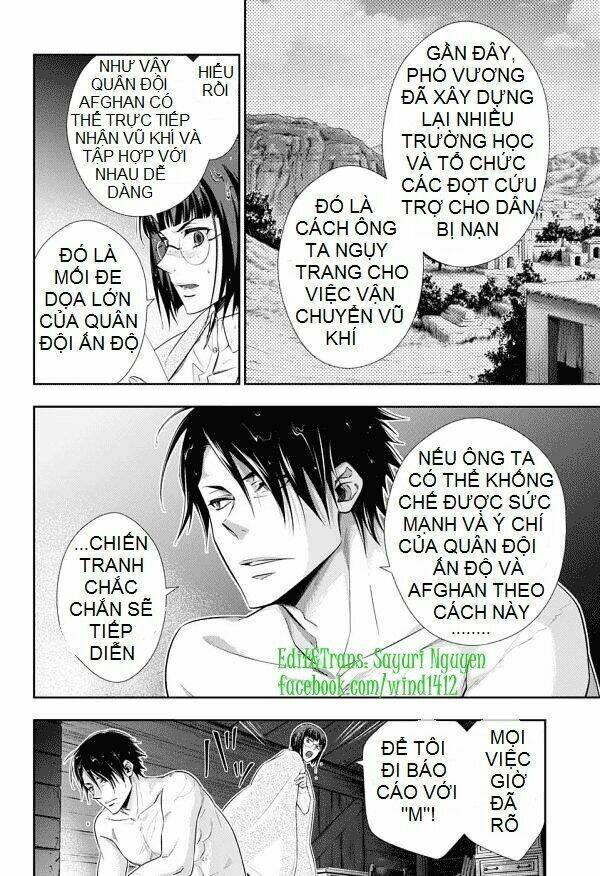 GẦN ĐÂY,
PHÓ VƯƠNG
ĐÃ XÂY DỰNG
LẠI NHIỀU
TRƯỜNG HỌC
VÀ TỔ CHỨC
CÁC ĐỢT CỨU
TRỢ CHO DÂN
BỊ NẠN
ĐÓ LÀ
CÁCH ÔNG
TA NGỤY
TRANG CHO
VIỆC VẬN
CHUYỂN VŨ
KHÍ
HIỂU
RỒI
NHƯ VẬY
QUÂN ĐỘI
AFGHAN CÓ
THỂ TRỰC TIẾP
NHẬN VŨ KHÍ VÀ
TẬP HỢP VỚI
NHAU DỄ
DÀNG
ĐÓ LÀ
MỐI ĐE
DỌA LỚN
CỦA QUÂN
ĐỘI ẤN ĐỘ
NẾU ÔNG TA
CÓ THỂ KHỐNG
CHẾ ĐƯỢC SỨC
MẠNH VÀ Ý CHÍ
CỦA QUÂN ĐỘI
ẤN ĐỘ VÀ
AFGHAN THEO
CÁCH NÀY
........
...CHIẾN
TRANH
CHẮC
CHẮN SẼ
TIẾP
DIỄN
Edit&Trans: Sayuri Nguyen
facebook.com/wind1412
MỌI
VIỆC
GIỜ
ĐÃ
RÕ
ĐỂ TÔI
ĐI BÁO
CÁO VỚI
"M"!